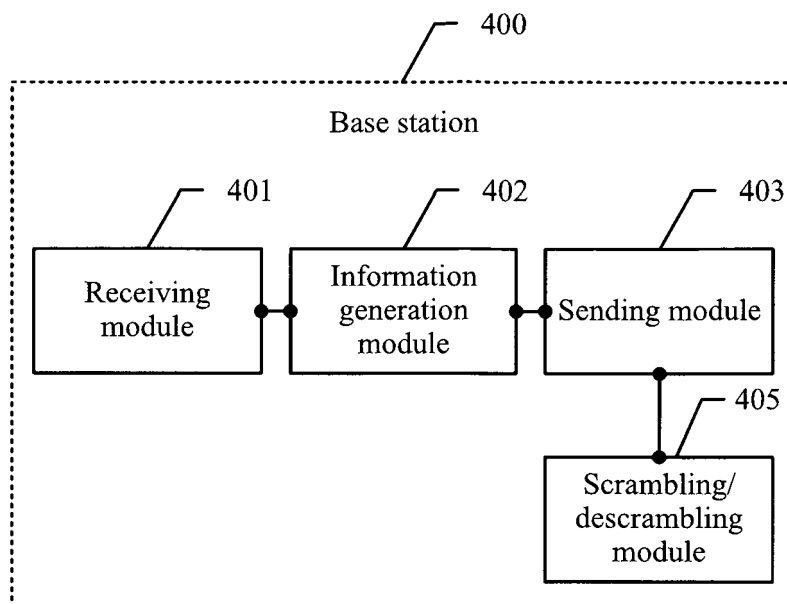 400
Base station
401
402
403
Receiving
module
Information
generation
module
Sending module
405
Scrambling/
descrambling
module